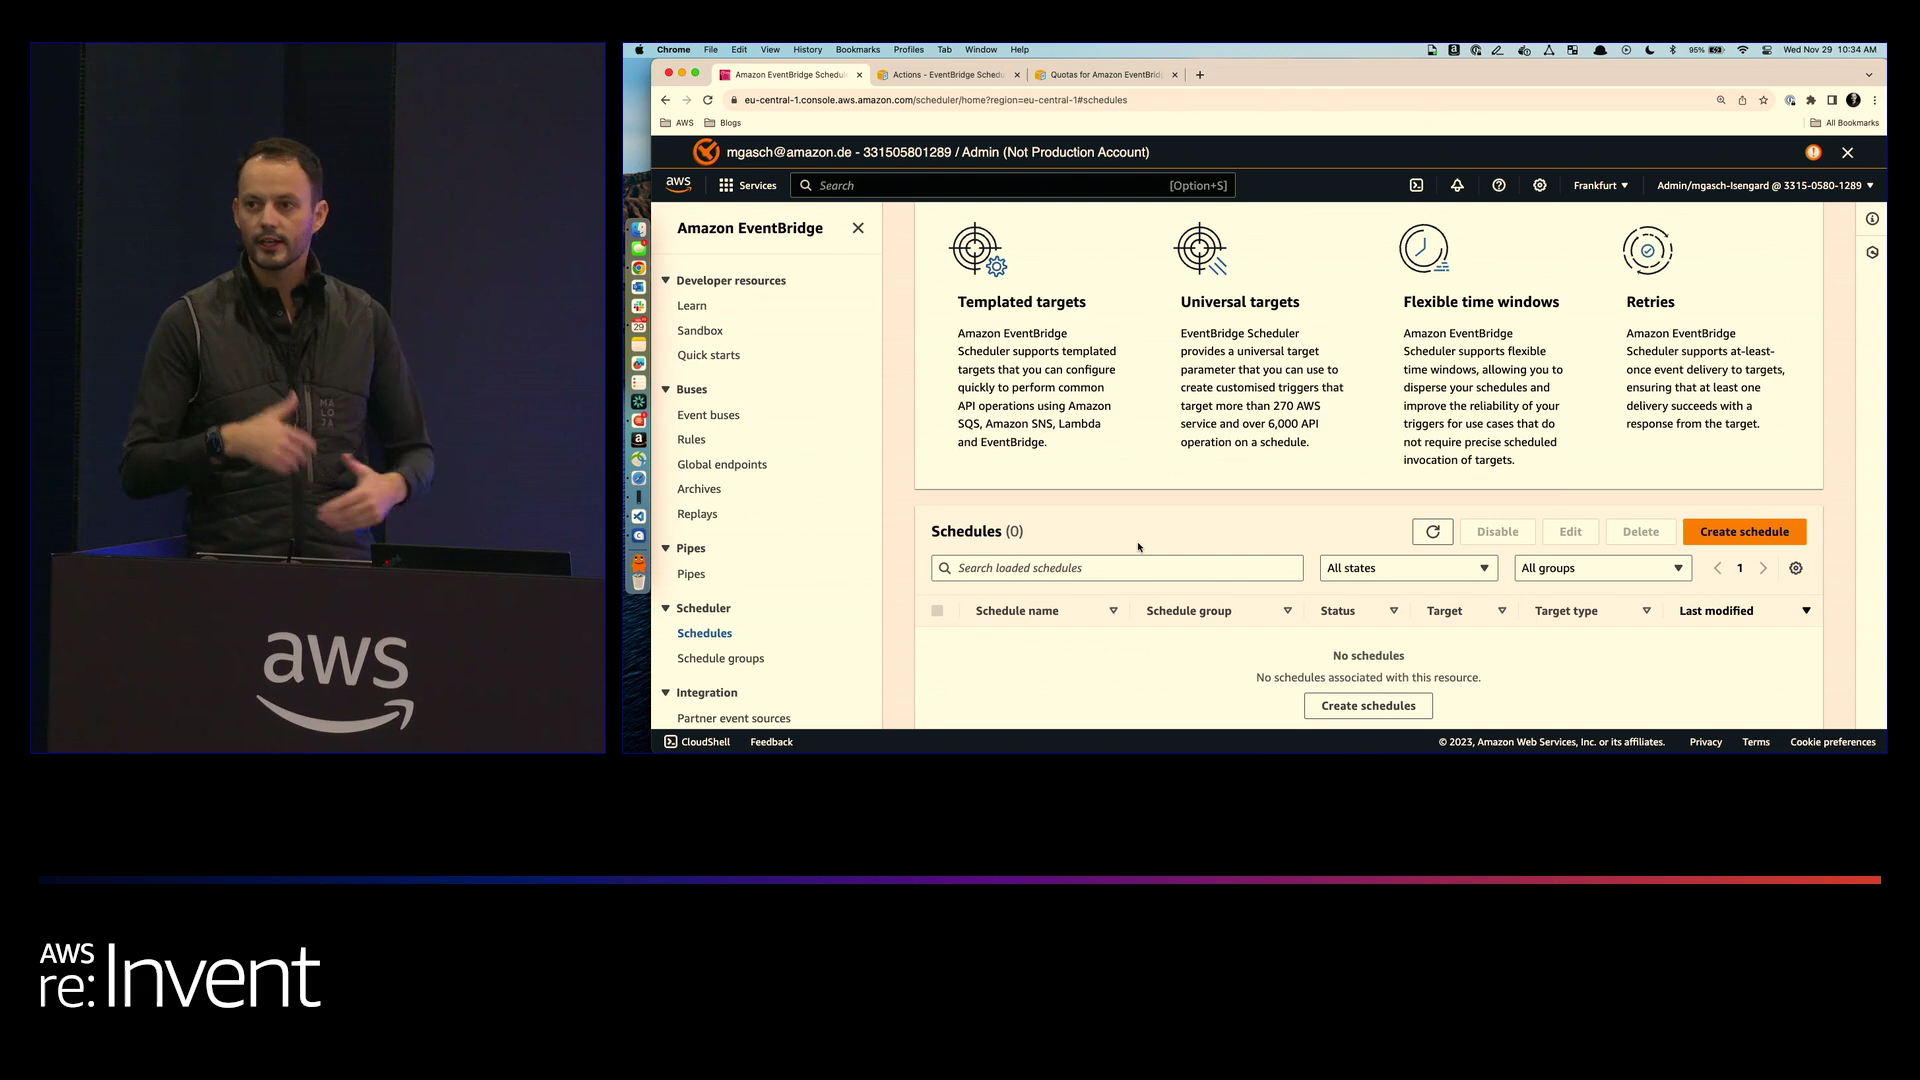 MA
LO
JA
aws
Chrome File Edit View History Bookmarks Profiles Tab Window Help
95% Wed Nov 29 10:34 AM
Amazon EventBridge Schedul
Actions - EventBridge Schedu
Quotas for Amazon EventBrid
eu-central-1.console.aws.amazon.com/scheduler/home?region=eu-central-1#schedules
AWS Blogs All Bookmarks
mgasch@amazon.de - 331505801289 / Admin (Not Production Account)
aws Services Search [Option+S] Frankfurt Admin/mgasch-Isengard @ 3315-0580-1289
Amazon EventBridge
Developer resources
Learn
Sandbox
Quick starts
Buses
Event buses
Rules
Global endpoints
Archives
Replays
Pipes
Pipes
Scheduler
Schedules
Schedule groups
Integration
Partner event sources
Templated targets
Amazon EventBridge
Scheduler supports templated
targets that you can configure
quickly to perform common
API operations using Amazon
SQS, Amazon SNS, Lambda
and EventBridge.
Universal targets
EventBridge Scheduler
provides a universal target
parameter that you can use to
create customised triggers that
target more than 270 AWS
service and over 6,000 API
operation on a schedule.
Flexible time windows
Amazon EventBridge
Scheduler supports flexible
time windows, allowing you to
disperse your schedules and
improve the reliability of your
triggers for use cases that do
not require precise scheduled
invocation of targets.
Retries
Amazon EventBridge
Scheduler supports at-least-
once event delivery to targets,
ensuring that at least one
delivery succeeds with a
response from the target.
Schedules (0)
Disable Edit Delete Create schedule
Search loaded schedules All states All groups 1
Schedule name Schedule group Status Target Target type Last modified
No schedules
No schedules associated with this resource.
Create schedules
CloudShell Feedback © 2023, Amazon Web Services, Inc. or its affiliates. Privacy Terms Cookie preferences
AWS
re:Invent